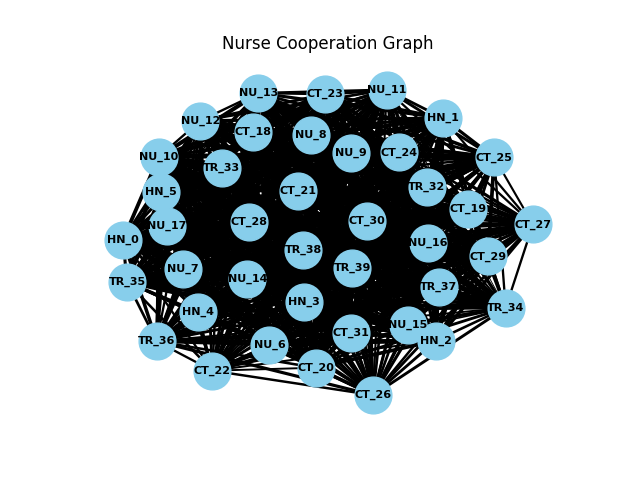 Nurse Cooperation Graph
NU_11
NU_13
CT_23
HN_1
NU_12
CT_18
NU_8
NU_9
CT_24
NU_10
CT_25
TR_33
TR_32
HN_5
CT_21
CT_19
CT_28
CT_30
CT_27
NU_17
HN_0
NU_16
TR_38
CT_29
NU_7
TR_39
TR_35
NU_14
TR_37
HN_3
TR_34
HN_4
NU_15
CT_31
TR_36
HN_2
NU_6
CT_20
CT_22
CT_26